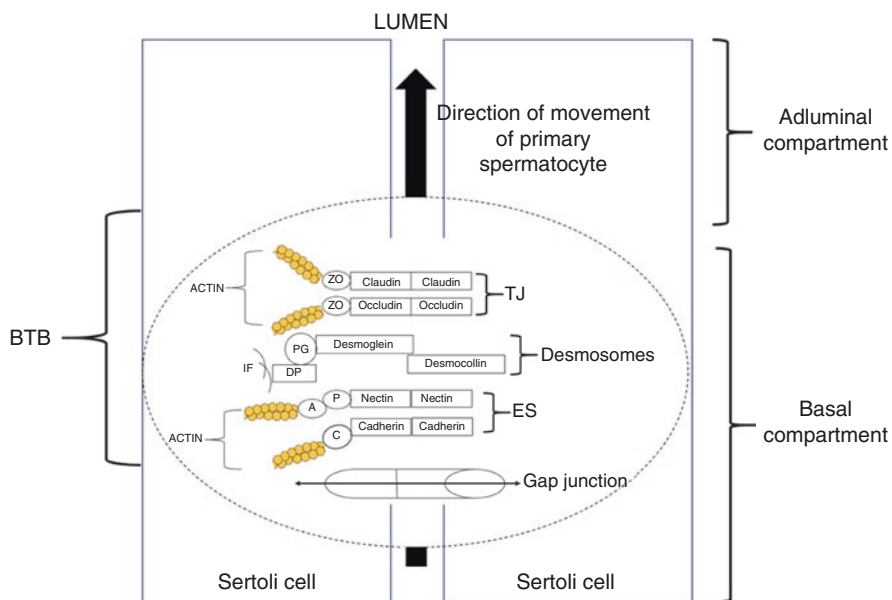 LUMEN
Direction of movement
of primary
spermatocyte
Adluminal
compartment
ACTIN
ZO
Claudin
Claudin
ZO
Occludin
Occludin
TJ
BTB
PG
Desmoglein
Desmocollin
Desmosomes
IF
DP
P
Nectin
Nectin
A
ES
ACTIN
C
Cadherin
Cadherin
Basal
compartment
Gap junction
Sertoli cell
Sertoli cell